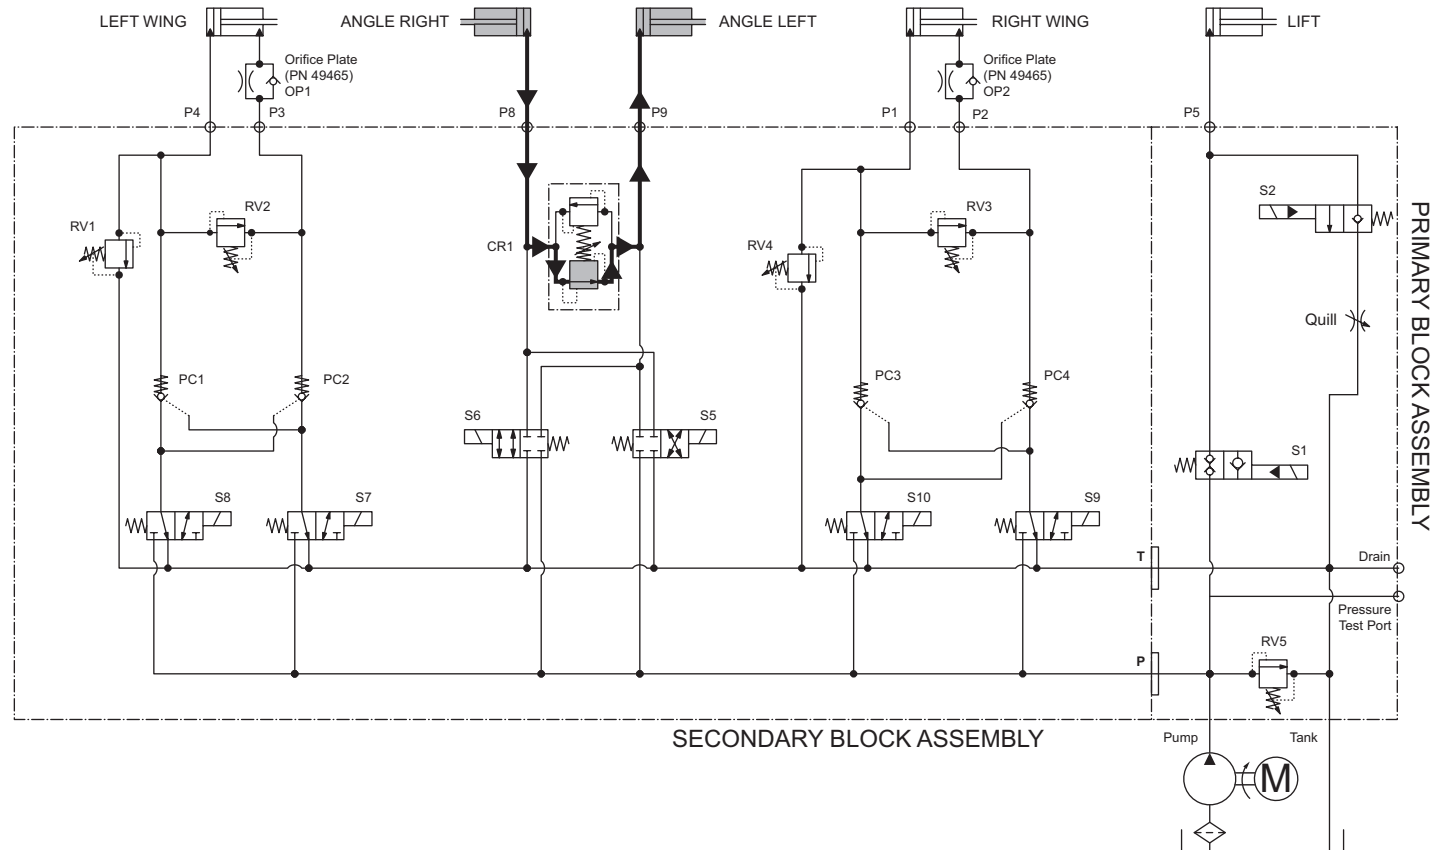 LEFT WING
ANGLE RIGHT
ANGLE LEFT
RIGHT WING
LIFT
Orifice Plate
(PN 49465)
OP1
Orifice Plate
(PN 49465)
OP2
P4
P3
P8
P9
P1
P2
P5
S2
RV1
RV2
CR1
RV4
RV3
Quill
PC1
PC2
PC3
PC4
S6
S5
S1
S8
S7
S10
S9
T
Drain
Pressure
Test Port
RV5
P
PRIMARY BLOCK ASSEMBLY
SECONDARY BLOCK ASSEMBLY
Pump
Tank
M